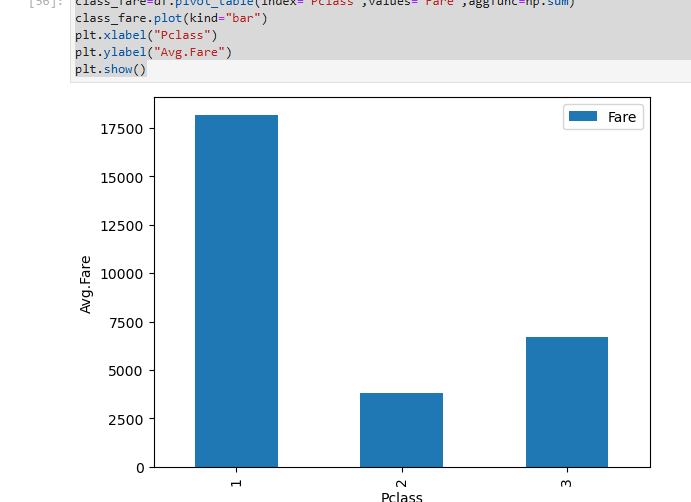 [56]: class_fare=df.pivot_table(index="Pclass",values="Fare",aggfunc=np.sum)
class_fare.plot(kind="bar")
plt.xlabel("Pclass")
plt.ylabel("Avg.Fare")
plt.show()
Fare
17500
15000
12500
10000
7500
5000
2500
0
Avg.Fare
1
2
3
Pclass